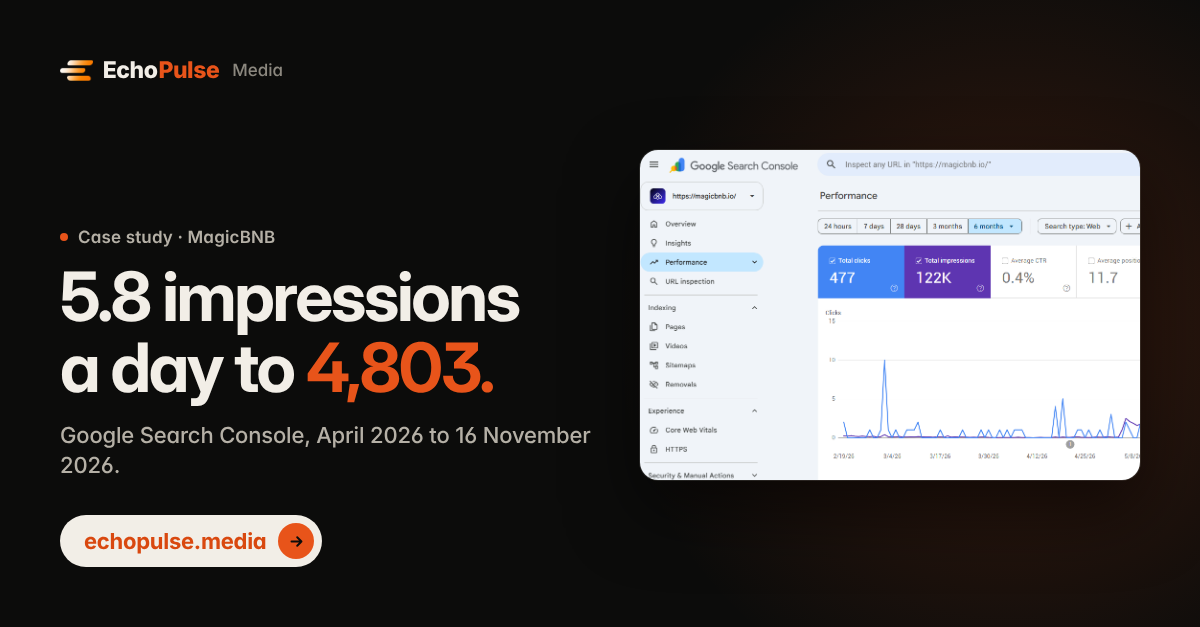 EchoPulse Media
Case study · MagicBNB
5.8 impressions
a day to 4,803.
Google Search Console, April 2026 to 16 November
2026.
echopulse.media
Google Search Console
Inspect any URL in "https://magicbnb.io/"
https://magicbnb.io/
Performance
24 hours 7 days 28 days 3 months 6 months
Search type: Web
Overview
Insights
Performance
URL inspection
Indexing
Pages
Videos
Sitemaps
Removals
Experience
Core Web Vitals
HTTPS
Security & Manual Actions
Total clicks
477
Total impressions
122K
Average CTR
0.4%
Average positio
11.7
Clicks
15
10
5
0
2/19/26 3/4/26 3/17/26 3/30/26 4/12/26 4/25/26